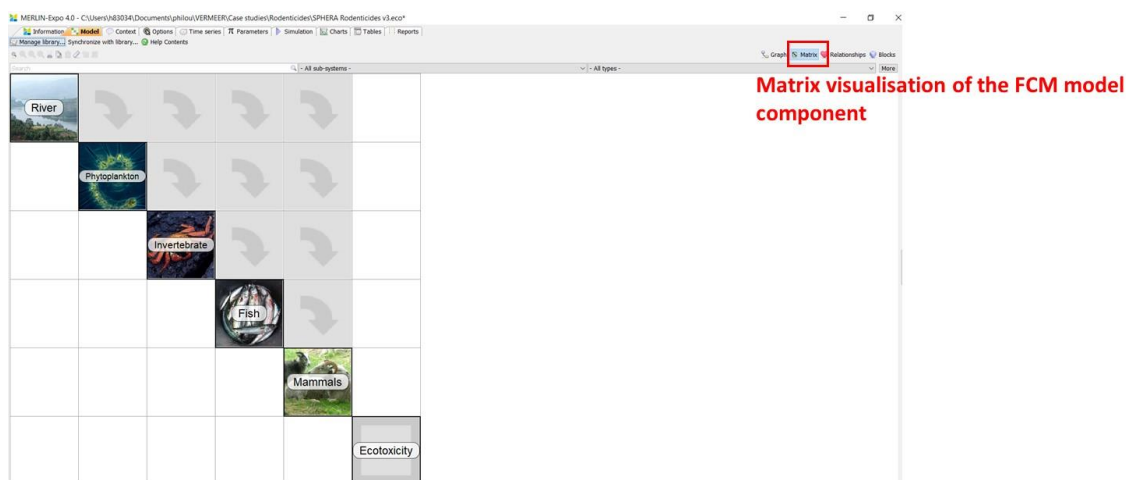 MERLIN-Expo 4.0 - C:\Users\h83034\Documents\philou\VERMEER\Case studies\Rodenticides\SPHERA Rodenticides v3.eco*
Information Model Context Options Time series π Parameters Simulation Charts Tables Reports
Manage library... Synchronize with library... Help Contents
Graph Matrix Relationships Blocks
Search - All sub-systems - - All types - More
Matrix visualisation of the FCM model
component
River
Phytoplankton
Invertebrate
Fish
Mammals
Ecotoxicity